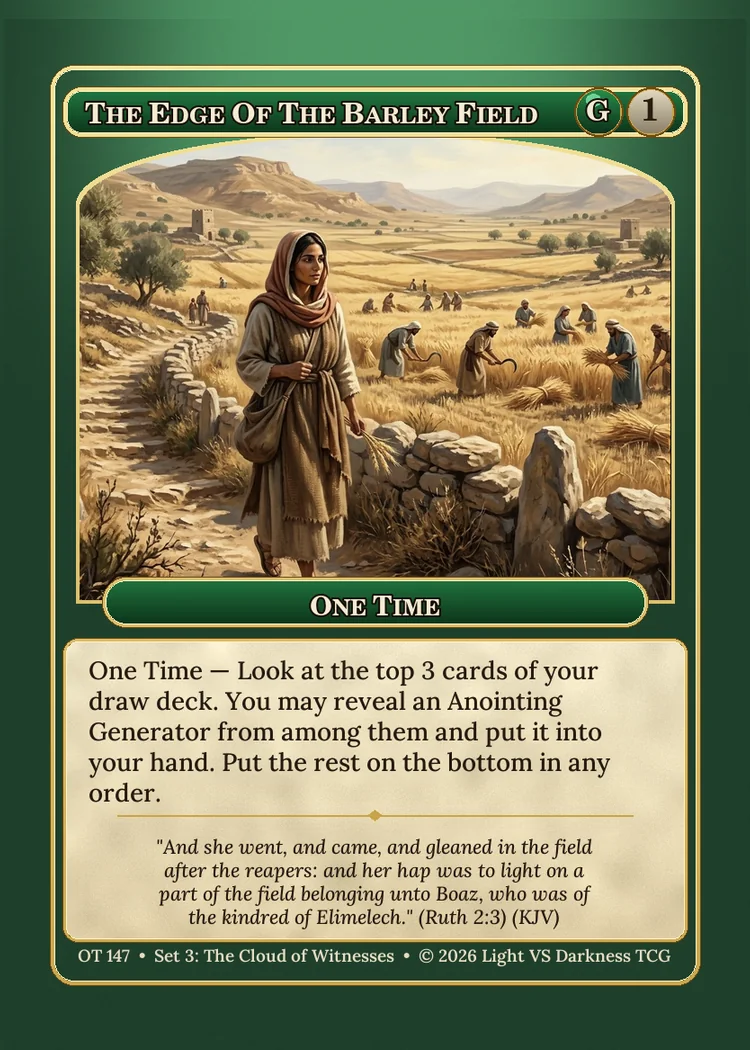 The Edge Of The Barley Field G 1
One Time
One Time — Look at the top 3 cards of your
draw deck. You may reveal an Anointing
Generator from among them and put it into
your hand. Put the rest on the bottom in any
order.
"And she went, and came, and gleaned in the field
after the reapers: and her hap was to light on a
part of the field belonging unto Boaz, who was of
the kindred of Elimelech." (Ruth 2:3) (KJV)
OT 147 • Set 3: The Cloud of Witnesses • © 2026 Light VS Darkness TCG